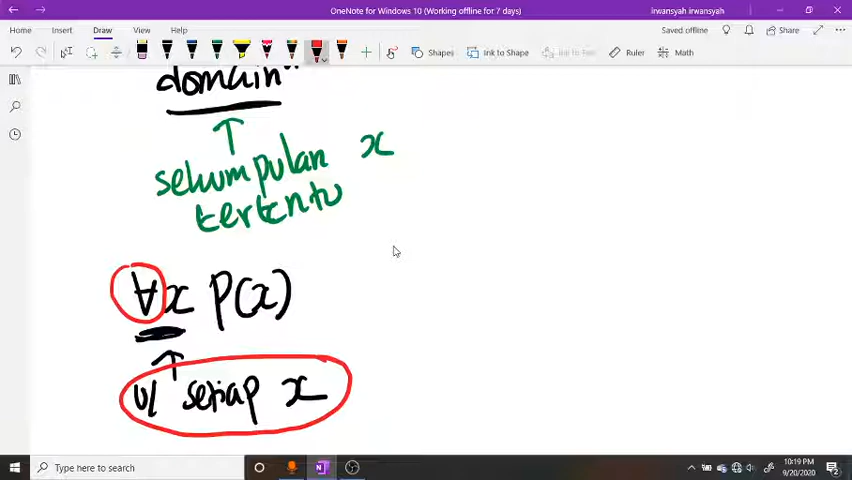 OneNote for Windows 10 (Working offline for 7 days)
irwansyah irwansyah
Home Insert Draw View Help
Saved offline Share
Shapes Ink to Shape Ink to Text Ruler Math
domain"
sekumpulan x
tertentu
∀x P(x)
u/ setiap x
Type here to search
10:19 PM
9/20/2020
2